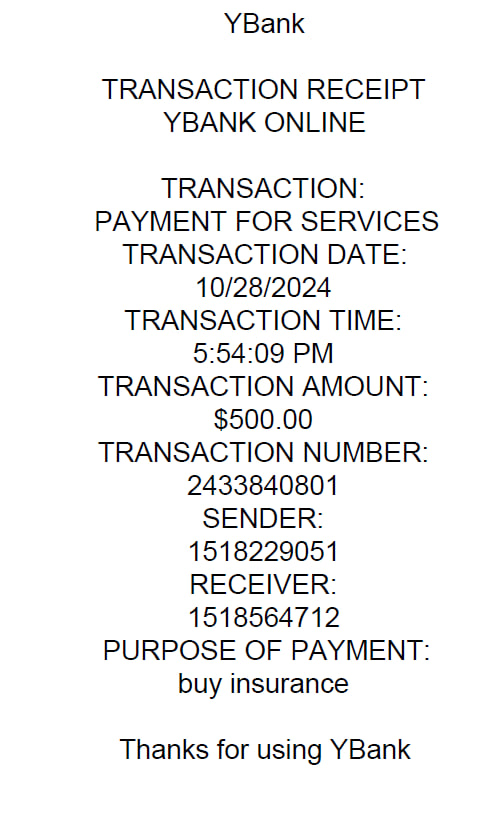 YBank
TRANSACTION RECEIPT
YBANK ONLINE
TRANSACTION:
PAYMENT FOR SERVICES
TRANSACTION DATE:
10/28/2024
TRANSACTION TIME:
5:54:09 PM
TRANSACTION AMOUNT:
$500.00
TRANSACTION NUMBER:
2433840801
SENDER:
1518229051
RECEIVER:
1518564712
PURPOSE OF PAYMENT:
buy insurance
Thanks for using YBank